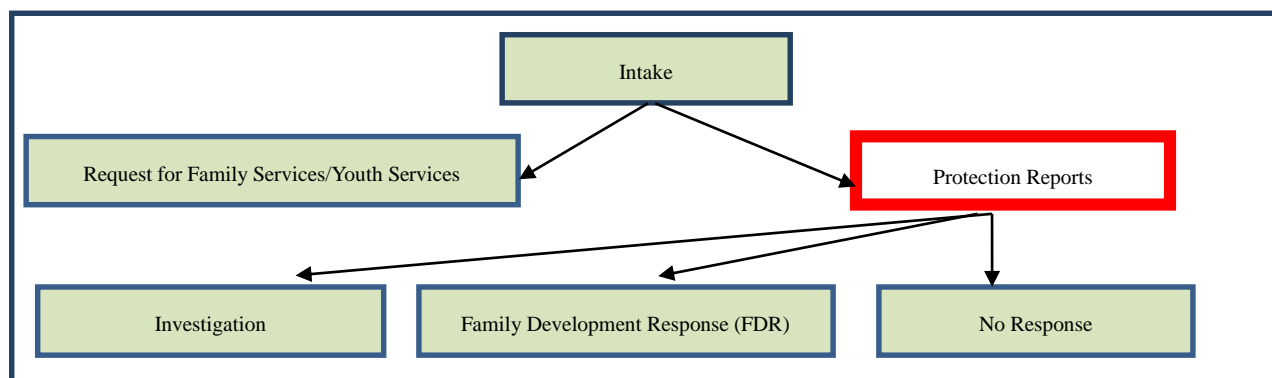 Intake
Request for Family Services/Youth Services
Protection Reports
Investigation
Family Development Response (FDR)
No Response